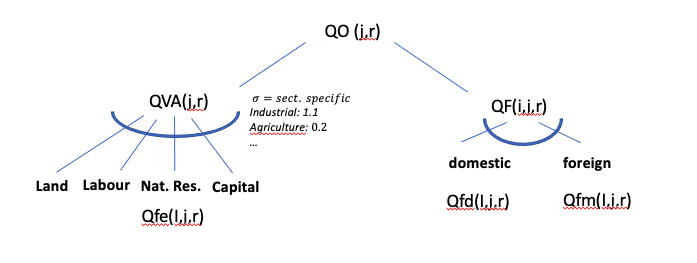 QO (j,r)
QVA(j,r)
σ = sect. specific
Industrial: 1.1
Agriculture: 0.2
...
QF(i,j,r)
domestic
foreign
Land
Labour
Nat. Res.
Capital
Qfe(I,j,r)
Qfd(I,j,r)
Qfm(I,j,r)